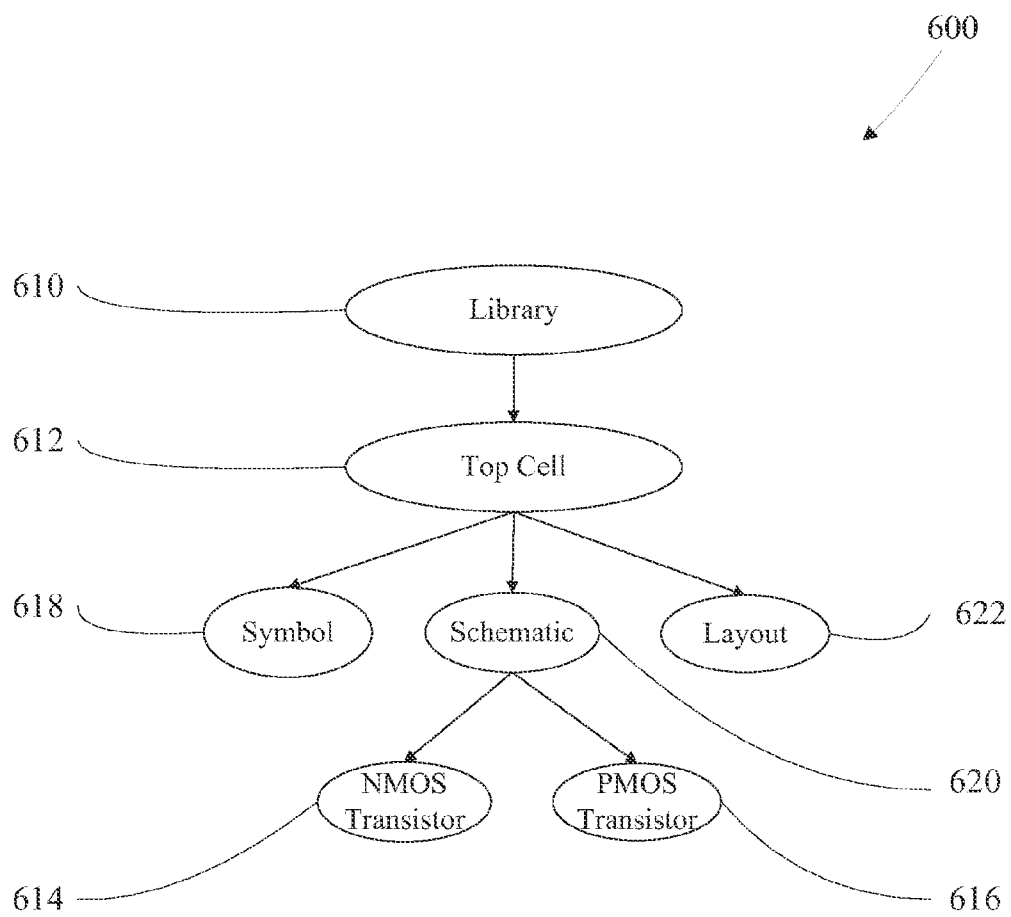 600
610
Library
612
Top Cell
618
Symbol
Schematic
Layout
622
NMOS
Transistor
PMOS
Transistor
620
614
616